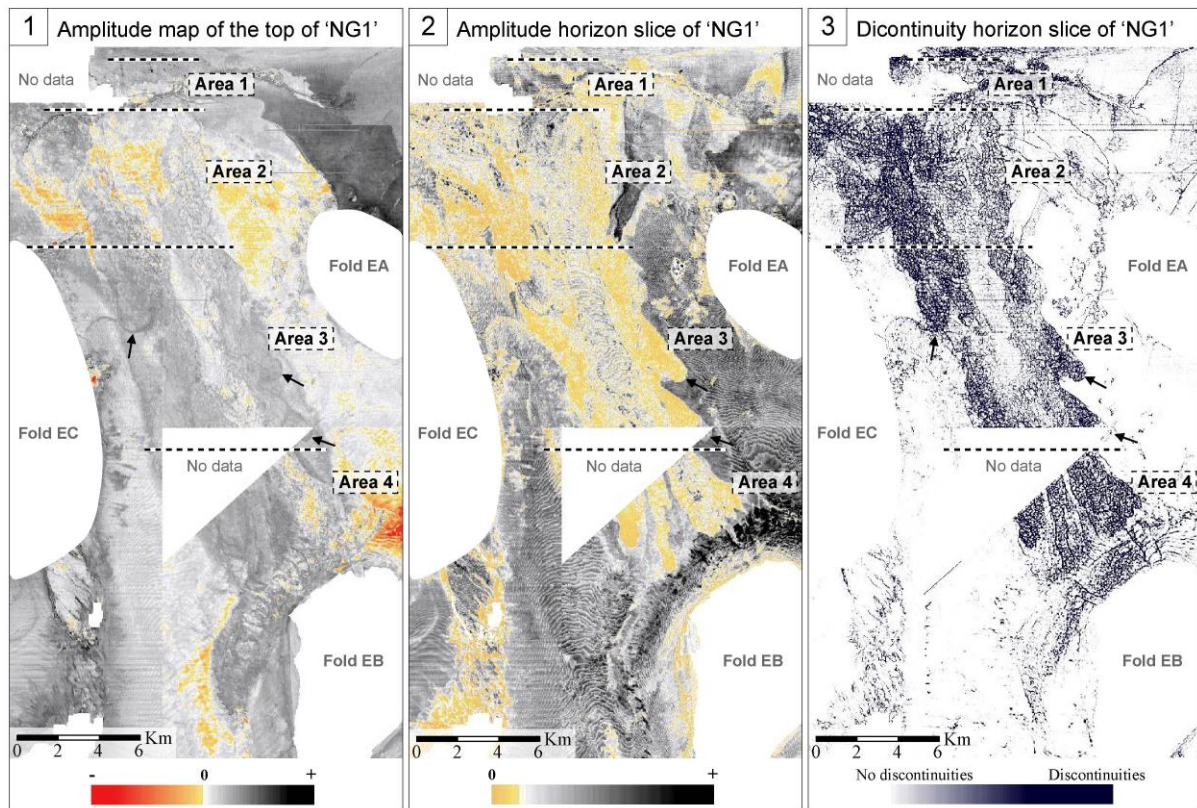 1 Amplitude map of the top of ‘NG1’
No data
Area 1
Area 2
Fold EA
Area 3
Fold EC
No data
Area 4
Fold EB
0 2 4 6 Km
- 0 +
2 Amplitude horizon slice of ‘NG1’
No data
Area 1
Area 2
Fold EA
Area 3
Fold EC
No data
Area 4
Fold EB
0 2 4 6 Km
0 +
3 Dicontinuity horizon slice of ‘NG1’
No data
Area 1
Area 2
Fold EA
Area 3
Fold EC
No data
Area 4
Fold EB
0 2 4 6 Km
No discontinuities Discontinuities